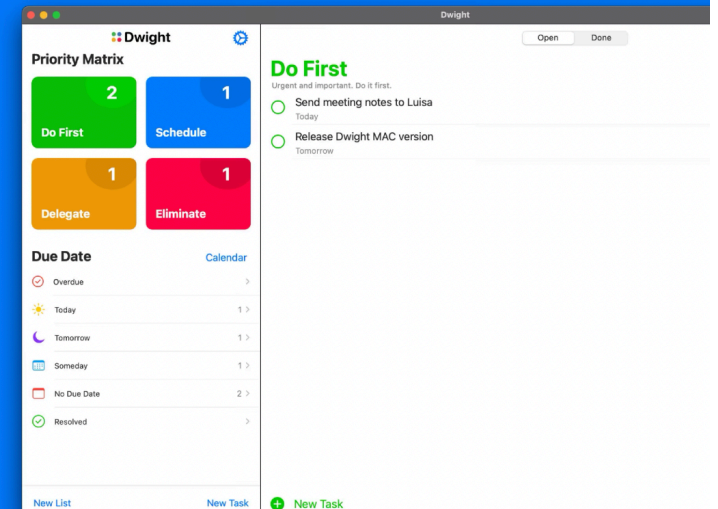 Dwight
Dwight
Priority Matrix
2
Do First
1
Schedule
1
Delegate
1
Eliminate
Due Date
Calendar
Overdue
Today 1
Tomorrow 1
Someday 1
No Due Date 2
Resolved
New List
New Task
Open
Done
Do First
Urgent and important. Do it first.
Send meeting notes to Luisa
Today
Release Dwight MAC version
Tomorrow
New Task